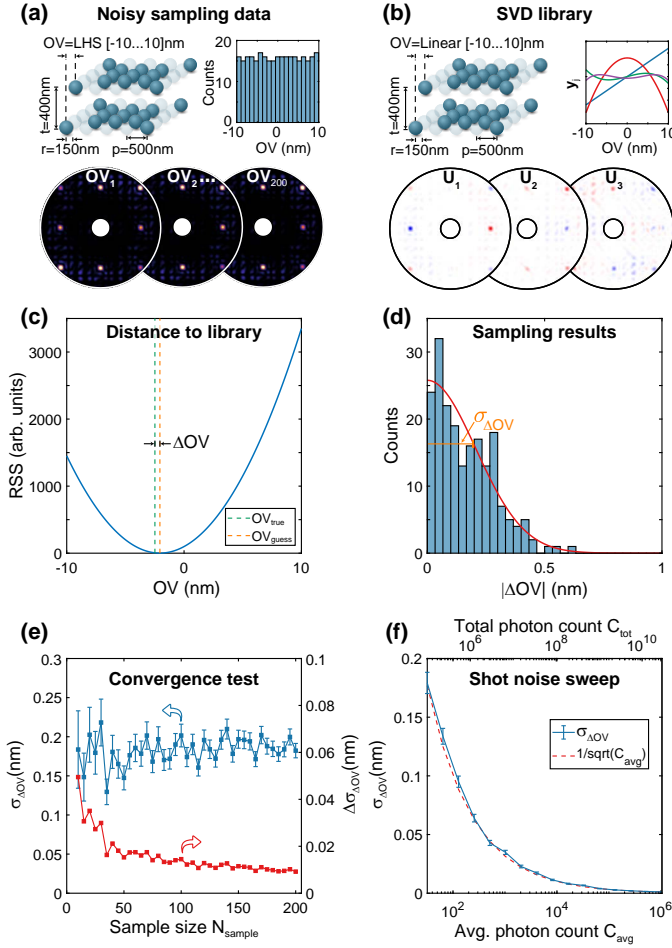 (a) Noisy sampling data
OV=LHS [-10...10]nm
t=400nm
r=150nm p=500nm
Counts
20
15
10
5
0
-10 0 10
OV (nm)
OV1 OV2... OV200
(b) SVD library
OV=Linear [-10...10]nm
t=400nm
r=150nm p=500nm
yi
-10 0 10
OV (nm)
U1 U2 U3
(c) Distance to library
RSS (arb. units)
3000
2000
1000
0
ΔOV
OVtrue
OVguess
-10 0 10
OV (nm)
(d) Sampling results
Counts
30
20
10
0
σΔOV
0 0.5 1
|ΔOV| (nm)
(e) Convergence test
σΔOV(nm)
0.3
0.25
0.2
0.15
0.1
0.05
0
ΔσΔOV(nm)
0.1
0.08
0.06
0.04
0.02
0
0 50 100 150 200
Sample size Nsample
(f) Shot noise sweep
Total photon count Ctot
10^6 10^8 10^10
σΔOV(nm)
0.2
0.15
0.1
0.05
0
σΔOV
1/sqrt(Cavg)
10^2 10^4 10^6
Avg. photon count Cavg